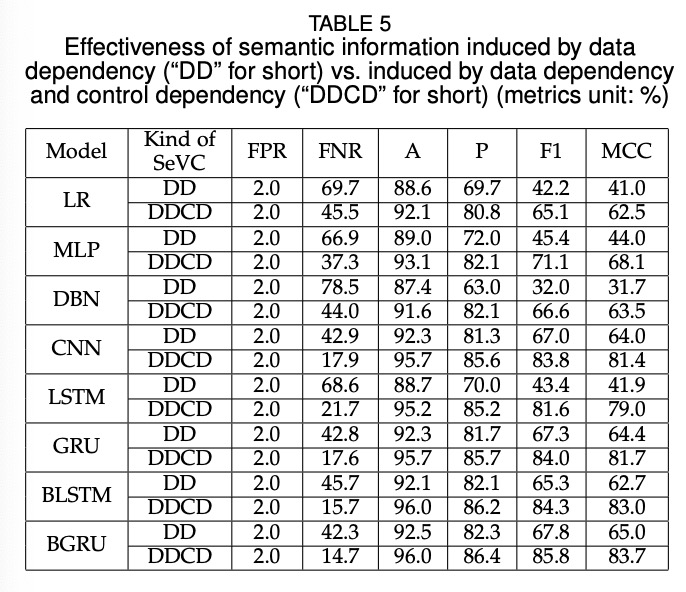 TABLE 5
Effectiveness of semantic information induced by data
dependency (“DD” for short) vs. induced by data dependency
and control dependency (“DDCD” for short) (metrics unit: %)
Model Kind of SeVC FPR FNR A P F1 MCC
LR DD 2.0 69.7 88.6 69.7 42.2 41.0
DDCD 2.0 45.5 92.1 80.8 65.1 62.5
MLP DD 2.0 66.9 89.0 72.0 45.4 44.0
DDCD 2.0 37.3 93.1 82.1 71.1 68.1
DBN DD 2.0 78.5 87.4 63.0 32.0 31.7
DDCD 2.0 44.0 91.6 82.1 66.6 63.5
CNN DD 2.0 42.9 92.3 81.3 67.0 64.0
DDCD 2.0 17.9 95.7 85.6 83.8 81.4
LSTM DD 2.0 68.6 88.7 70.0 43.4 41.9
DDCD 2.0 21.7 95.2 85.2 81.6 79.0
GRU DD 2.0 42.8 92.3 81.7 67.3 64.4
DDCD 2.0 17.6 95.7 85.7 84.0 81.7
BLSTM DD 2.0 45.7 92.1 82.1 65.3 62.7
DDCD 2.0 15.7 96.0 86.2 84.3 83.0
BGRU DD 2.0 42.3 92.5 82.3 67.8 65.0
DDCD 2.0 14.7 96.0 86.4 85.8 83.7